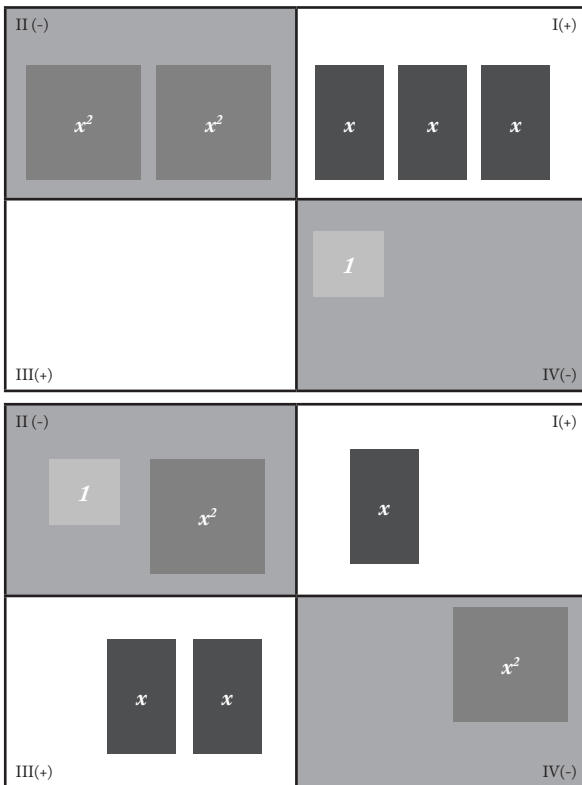 II (-) I(+)
x² x² x x x
1
III(+) IV(-)
II (-) I(+)
1 x² x
x x x²
III(+) IV(-)